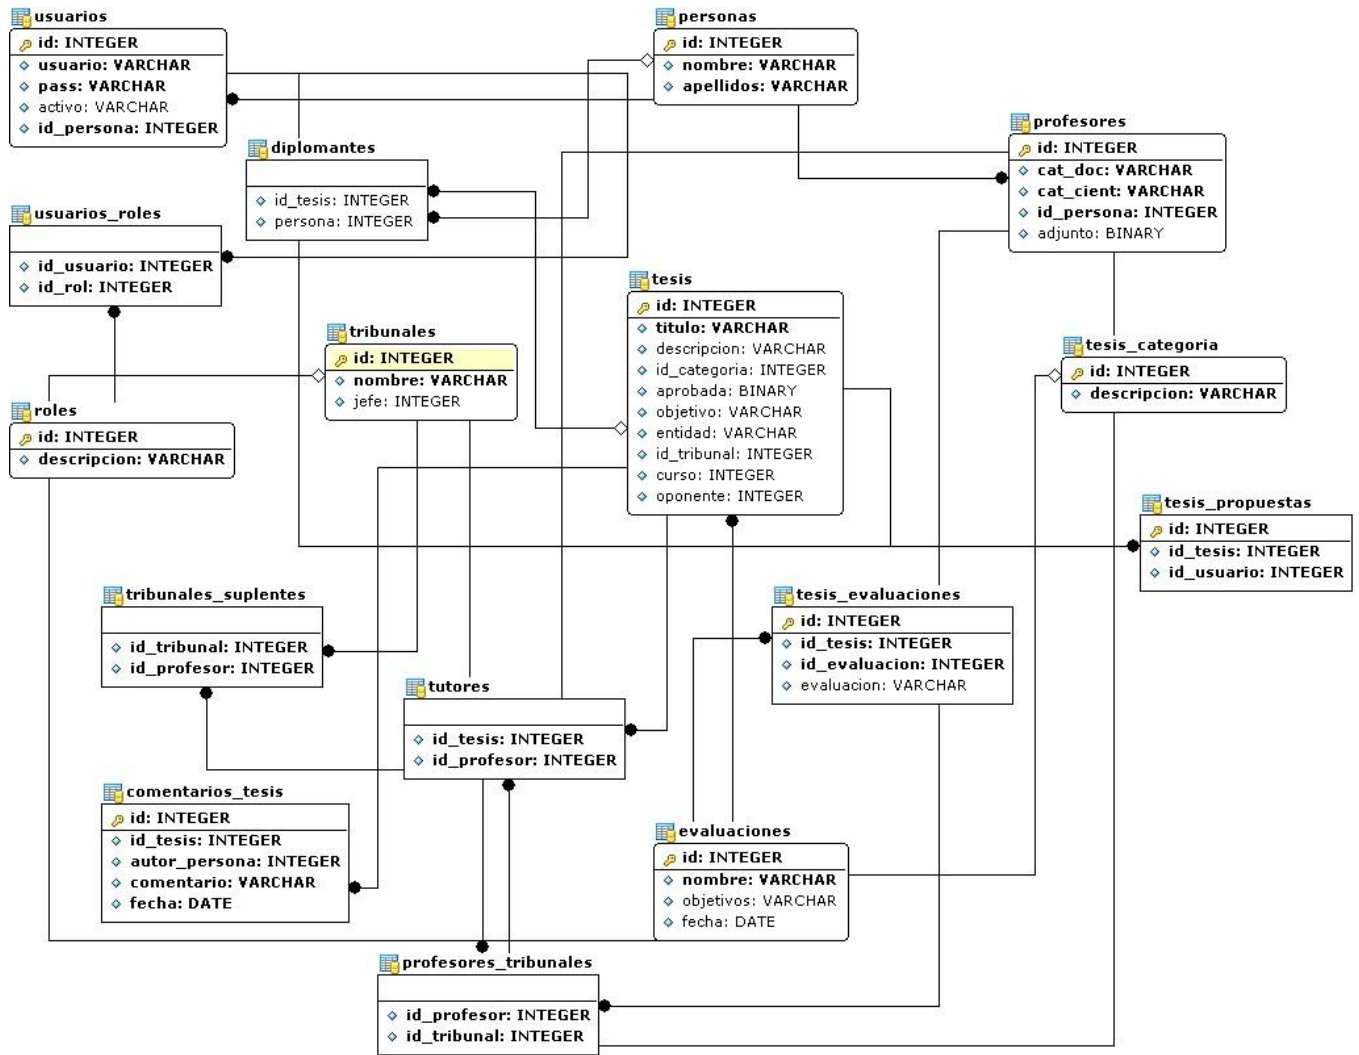 usuarios
id: INTEGER
usuario: VARCHAR
pass: VARCHAR
activo: VARCHAR
id_persona: INTEGER
personas
id: INTEGER
nombre: VARCHAR
apellidos: VARCHAR
profesores
id: INTEGER
cat_doc: VARCHAR
cat_cient: VARCHAR
id_persona: INTEGER
adjunto: BINARY
diplomantes
id_tesis: INTEGER
persona: INTEGER
usuarios_roles
id_usuario: INTEGER
id_rol: INTEGER
tesis
id: INTEGER
titulo: VARCHAR
descripcion: VARCHAR
id_categoria: INTEGER
aprobada: BINARY
objetivo: VARCHAR
entidad: VARCHAR
id_tribunal: INTEGER
curso: INTEGER
oponente: INTEGER
tribunales
id: INTEGER
nombre: VARCHAR
jefe: INTEGER
tesis_categoria
id: INTEGER
descripcion: VARCHAR
roles
id: INTEGER
descripcion: VARCHAR
tesis_propuestas
id: INTEGER
id_tesis: INTEGER
id_usuario: INTEGER
tribunales_suplentes
id_tribunal: INTEGER
id_profesor: INTEGER
tesis_evaluaciones
id: INTEGER
id_tesis: INTEGER
id_evaluacion: INTEGER
evaluacion: VARCHAR
tutores
id_tesis: INTEGER
id_profesor: INTEGER
comentarios_tesis
id: INTEGER
id_tesis: INTEGER
autor_persona: INTEGER
comentario: VARCHAR
fecha: DATE
evaluaciones
id: INTEGER
nombre: VARCHAR
objetivos: VARCHAR
fecha: DATE
profesores_tribunales
id_profesor: INTEGER
id_tribunal: INTEGER